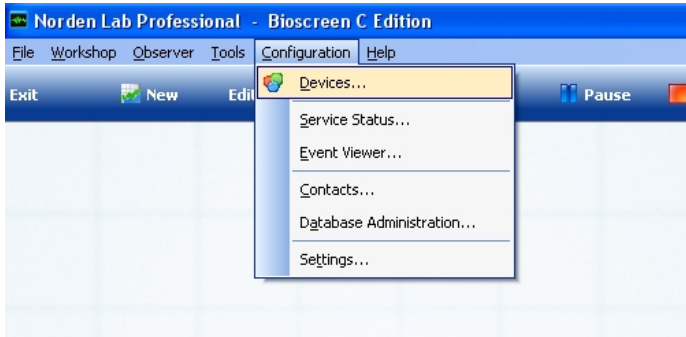 Norden Lab Professional - Bioscreen C Edition
File Workshop Observer Tools Configuration Help
Exit New Edit Pause
Devices...
Service Status...
Event Viewer...
Contacts...
Database Administration...
Settings...